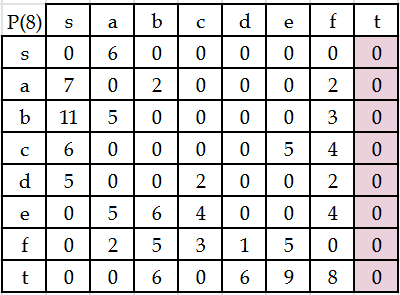 P(8) s a b c d e f t
s 0 6 0 0 0 0 0 0
a 7 0 2 0 0 0 2 0
b 11 5 0 0 0 0 3 0
c 6 0 0 0 0 5 4 0
d 5 0 0 2 0 0 2 0
e 0 5 6 4 0 0 4 0
f 0 2 5 3 1 5 0 0
t 0 0 6 0 6 9 8 0